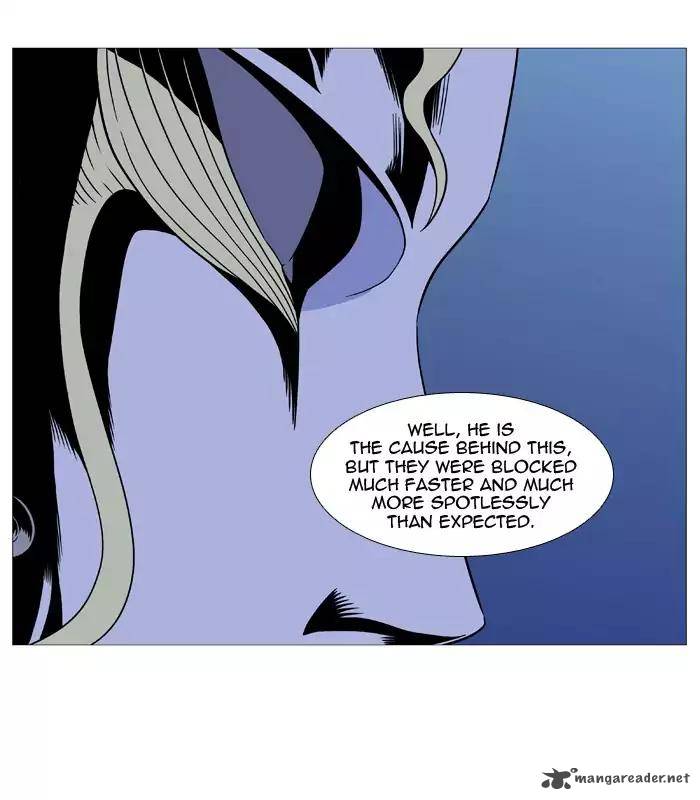 WELL, HE IS
THE CAUSE BEHIND THIS,
BUT THEY WERE BLOCKED
MUCH FASTER AND MUCH
MORE SPOTLESSLY
THAN EXPECTED.
mangareader.net